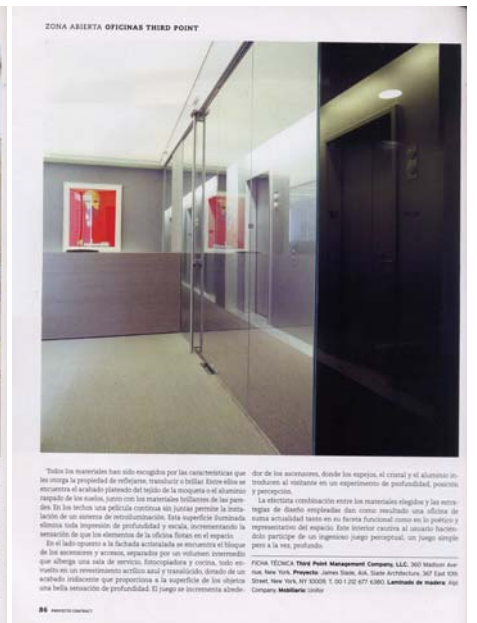 ZONA ABIERTA OFICINAS THIRD POINT
Todos los materiales han sido escogidos por las características que
les otorga la propiedad de reflejarse, translucir o brillar. Entre ellos se
encuentra el acabado plateado del tejido de la moqueta o el aluminio
raspado de los suelos, junto con los materiales brillantes de las pare-
des. En los techos una película continua sin juntas permite la insta-
lación de un sistema de retroiluminación. Esta superficie iluminada
elimina toda impresión de profundidad y escala, incrementando la
sensación de que los elementos de la oficina flotan en el espacio.
En el lado opuesto a la fachada acristalada se encuentra el bloque
de los ascensores y accesos, separados por un volumen intermedio
que alberga una sala de servicio, fotocopiadora y cocina, todo en-
vuelto en un revestimiento acrílico azul y translúcido, dotado de un
acabado iridiscente que proporciona a la superficie de los objetos
una bella sensación de profundidad. El juego se incrementa alrede-
dor de los ascensores, donde los espejos, el cristal y el aluminio in-
troducen al visitante en un experimento de profundidad, posición
y percepción.
La efectista combinación entre los materiales elegidos y las estra-
tegias de diseño empleadas dan como resultado una oficina de
suma actualidad tanto en su faceta funcional como en lo poético y
representativo del espacio. Este interior cautiva al usuario hacién-
dolo partícipe de un ingenioso juego perceptual, un juego simple
pero a la vez, profundo.
FICHA TÉCNICA Third Point Management Company, LLC. 360 Madison Ave-
nue, New York. Proyecto: James Slade, AIA, Slade Architecture, 367 East 10th
Street, New York, NY 10009. T. 00 1 212 677 6380. Laminado de madera: Alpi
Company. Mobiliario: Unifor
86 PROYECTO CONTRACT